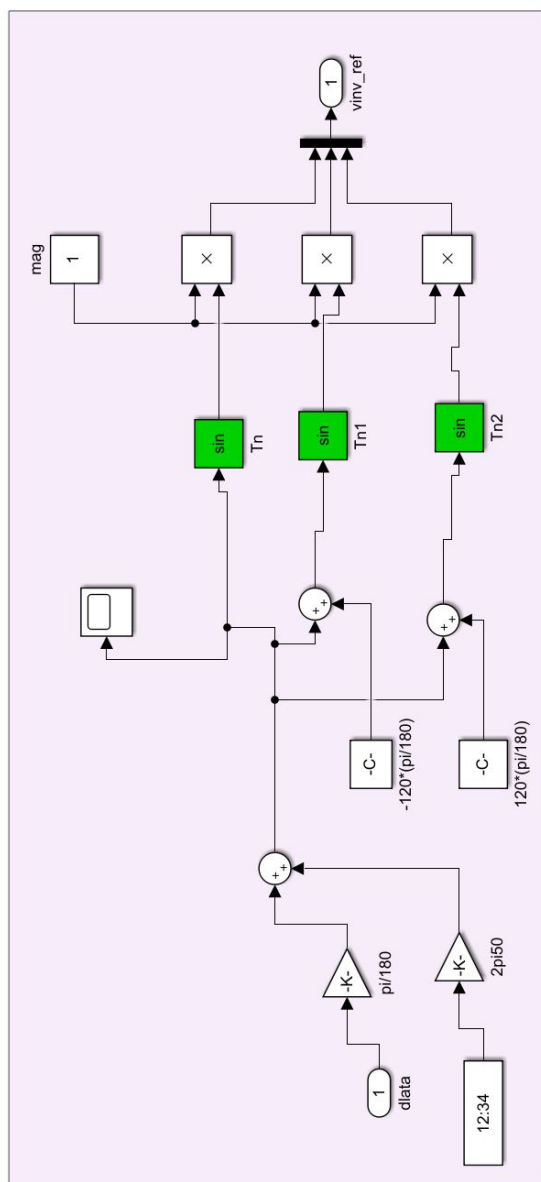 1
dlata
12:34
-K-
pi/180
-K-
2pi50
+
+
-C-
-120*(pi/180)
-C-
120*(pi/180)
+
+
+
+
sin
Tn
sin
Tn1
sin
Tn2
mag
1
×
×
×
1
vinv_ref